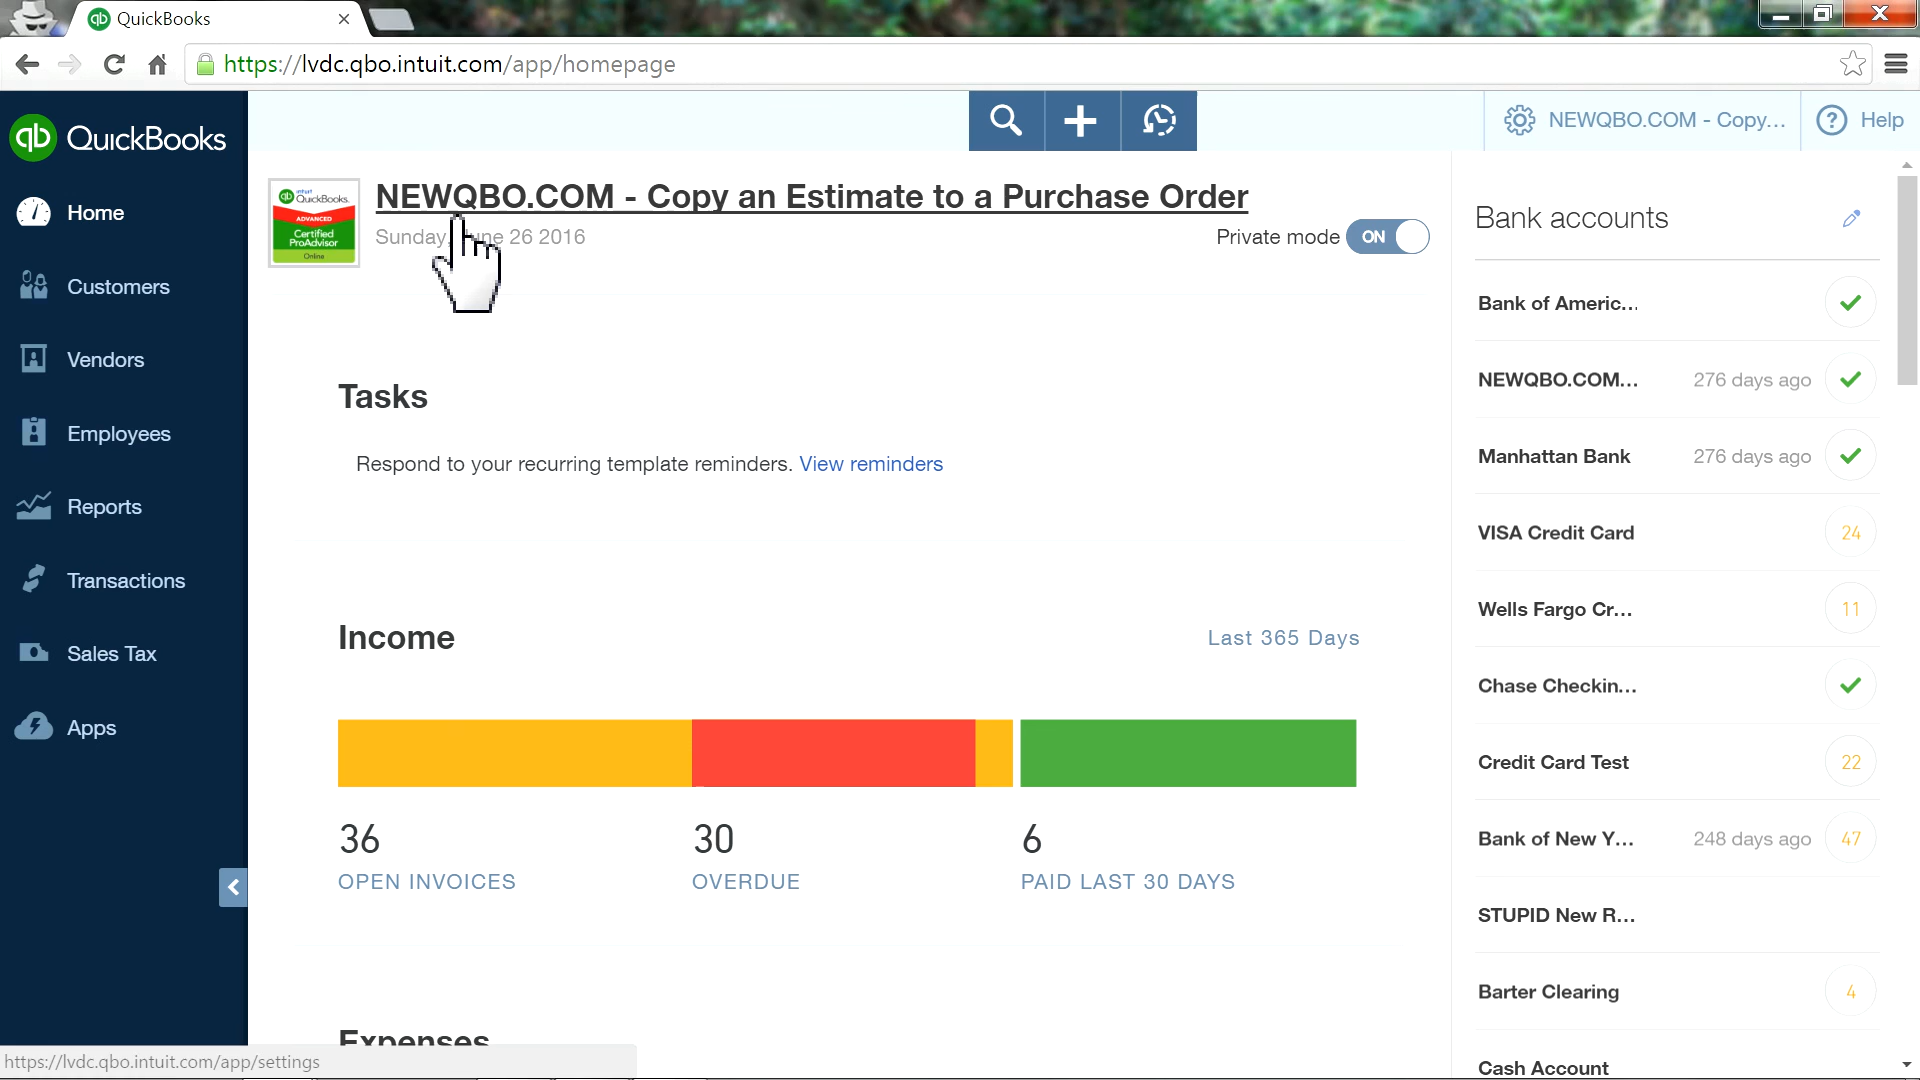 QuickBooks
https://lvdc.qbo.intuit.com/app/homepage
qb QuickBooks
NEWQBO.COM - Copy...
? Help
Home
Customers
Vendors
Employees
Reports
Transactions
Sales Tax
Apps
intuit
QuickBooks.
ADVANCED
Certified
ProAdvisor
Online
NEWQBO.COM - Copy an Estimate to a Purchase Order
Sunday, June 26 2016
Private mode ON
Tasks
Respond to your recurring template reminders. View reminders
Income
Last 365 Days
36
OPEN INVOICES
30
OVERDUE
6
PAID LAST 30 DAYS
Expenses
Bank accounts
Bank of Americ...
NEWQBO.COM... 276 days ago
Manhattan Bank 276 days ago
VISA Credit Card 24
Wells Fargo Cr... 11
Chase Checkin...
Credit Card Test 22
Bank of New Y... 248 days ago 47
STUPID New R...
Barter Clearing 4
Cash Account
https://lvdc.qbo.intuit.com/app/settings